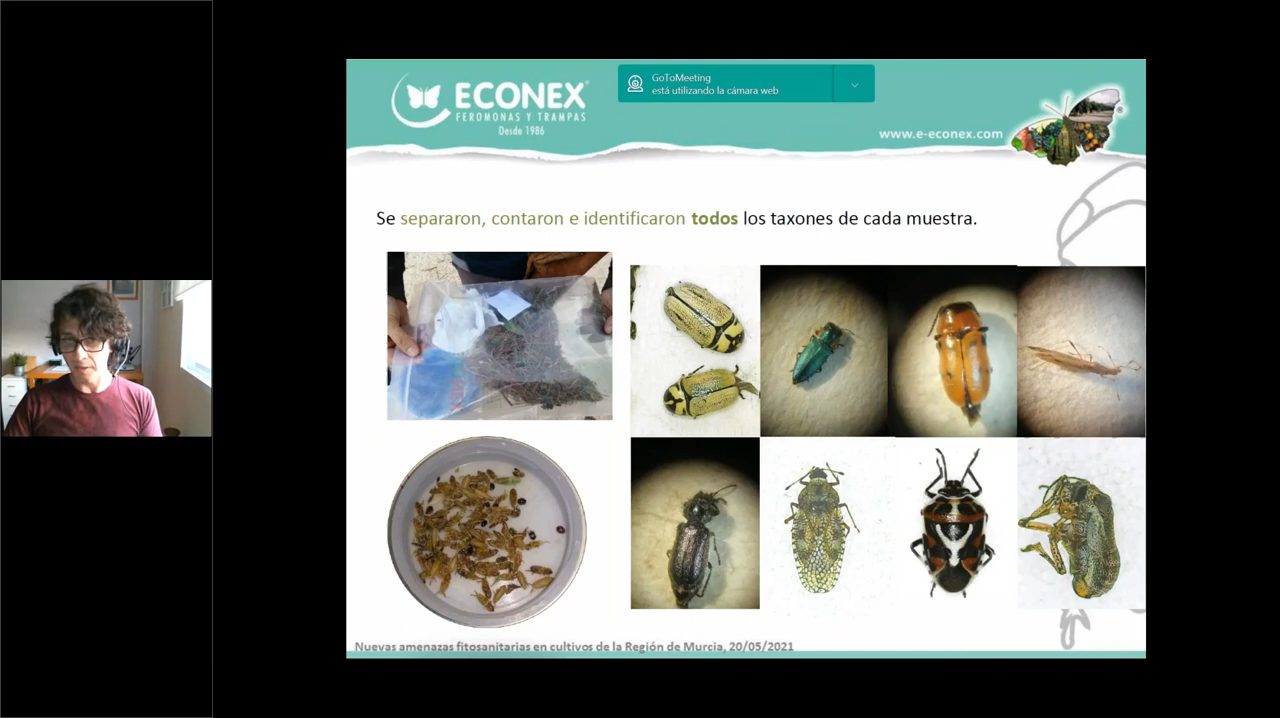 ECONEX
FEROMONAS Y TRAMPAS
Desde 1986
GoToMeeting
está utilizando la cámara web
www.e-econex.com
Se separaron, contaron e identificaron todos los taxones de cada muestra.
Nuevas amenazas fitosanitarias en cultivos de la Región de Murcia, 20/05/2021